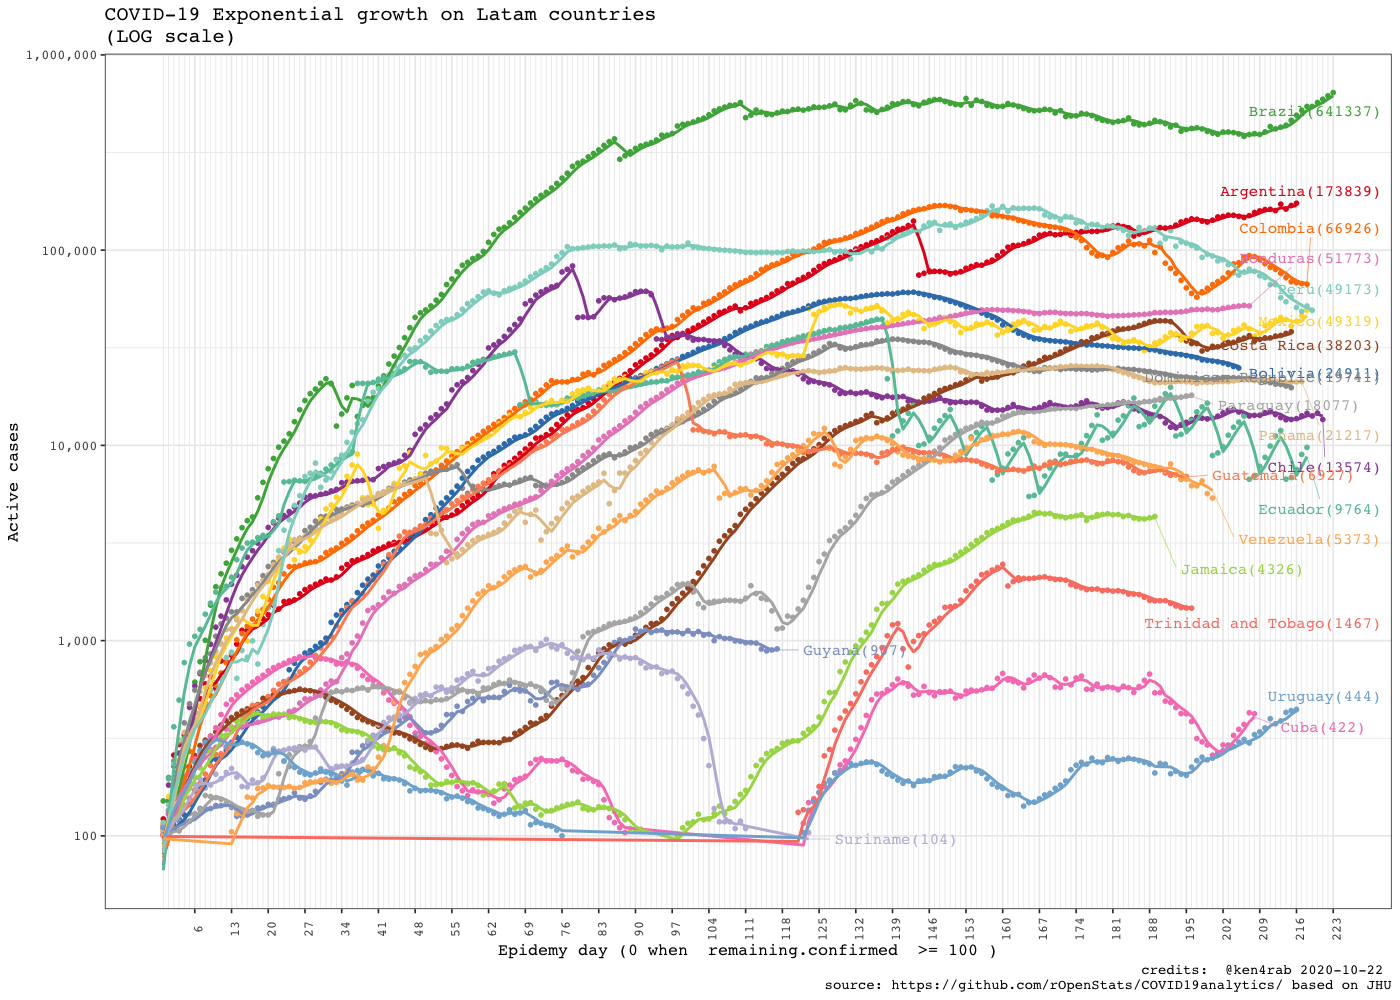 COVID-19 Exponential growth on Latam countries
(LOG scale)
1,000,000
100,000
10,000
1,000
100
Active cases
Brazil(641337)
Argentina(173839)
Colombia(66926)
Honduras(51773)
Peru(49173)
Mexico(49319)
Costa Rica(38203)
Bolivia(24911)
Dominican Republic(19741)
Paraguay(18077)
Panama(21217)
Chile(13574)
Guatemala(6927)
Ecuador(9764)
Venezuela(5373)
Jamaica(4326)
Trinidad and Tobago(1467)
Guyana(907)
Uruguay(444)
Cuba(422)
Suriname(104)
6 13 20 27 34 41 48 55 62 69 76 83 90 97 104 111 118 125 132 139 146 153 160 167 174 181 188 195 202 209 216 223
Epidemy day (0 when remaining.confirmed >= 100 )
credits: @ken4rab 2020-10-22
source: https://github.com/rOpenStats/COVID19analytics/ based on JHU